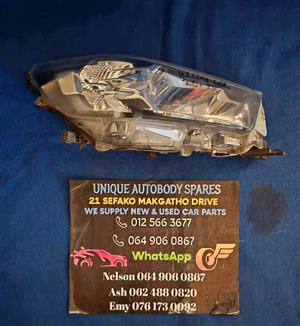 UNIQUE AUTOBODY SPARES
21 SEFAKO MAKGATHO DRIVE
WE SUPPLY NEW & USED CAR PARTS
012 566 3677
064 906 0867
WhatsApp
Nelson 064 906 0867
Ash 062 488 0820
Emy 076 173 0092